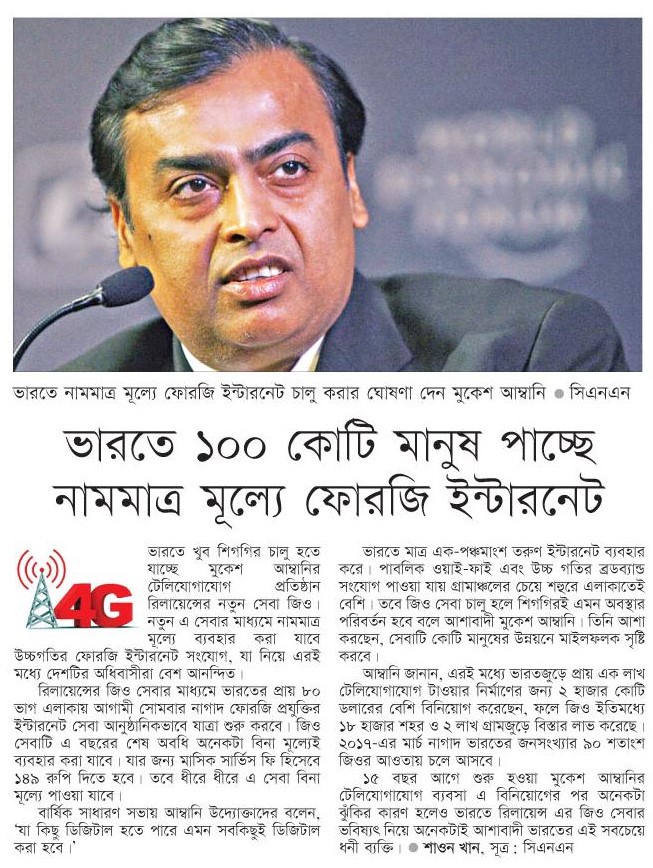 ভারতে নামমাত্র মূল্যে ফোরজি ইন্টারনেট চালু করার ঘোষণা দেন মুকেশ আম্বানি ● সিএনএন
ভারতে ১০০ কোটি মানুষ পাচ্ছে
নামমাত্র মূল্যে ফোরজি ইন্টারনেট
4G
ভারতে খুব শিগগির চালু হতে
যাচ্ছে মুকেশ আম্বানির
টেলিযোগাযোগ প্রতিষ্ঠান
রিলায়েন্সের নতুন সেবা জিও।
নতুন এ সেবার মাধ্যমে নামমাত্র
মূল্যে ব্যবহার করা যাবে
উচ্চগতির ফোরজি ইন্টারনেট সংযোগ, যা নিয়ে এরই
মধ্যে দেশটির অধিবাসীরা বেশ আনন্দিত।
রিলায়েন্সের জিও সেবার মাধ্যমে ভারতের প্রায় ৮০
ভাগ এলাকায় আগামী সোমবার নাগাদ ফোরজি প্রযুক্তির
ইন্টারনেট সেবা আনুষ্ঠানিকভাবে যাত্রা শুরু করবে। জিও
সেবাটি এ বছরের শেষ অবধি অনেকটা বিনা মূল্যেই
ব্যবহার করা যাবে। যার জন্য মাসিক সার্ভিস ফি হিসেবে
১৪৯ রুপি দিতে হবে। তবে ধীরে ধীরে এ সেবা বিনা
মূল্যে পাওয়া যাবে।
বার্ষিক সাধারণ সভায় আম্বানি উদ্যোক্তাদের বলেন,
‘যা কিছু ডিজিটাল হতে পারে এমন সবকিছুই ডিজিটাল
করা হবে।’
ভারতে মাত্র এক-পঞ্চমাংশ তরুণ ইন্টারনেট ব্যবহার
করে। পাবলিক ওয়াই-ফাই এবং উচ্চ গতির ব্রডব্যান্ড
সংযোগ পাওয়া যায় গ্রামাঞ্চলের চেয়ে শহুরে এলাকাতেই
বেশি। তবে জিও সেবা চালু হলে শিগগিরই এমন অবস্থার
পরিবর্তন হবে বলে আশাবাদী মুকেশ আম্বানি। তিনি আশা
করছেন, সেবাটি কোটি মানুষের উন্নয়নে মাইলফলক সৃষ্টি
করবে।
আম্বানি জানান, এরই মধ্যে ভারতজুড়ে প্রায় এক লাখ
টেলিযোগাযোগ টাওয়ার নির্মাণের জন্য ২ হাজার কোটি
ডলারের বেশি বিনিয়োগ করেছেন, ফলে জিও ইতিমধ্যে
১৮ হাজার শহর ও ২ লাখ গ্রামজুড়ে বিস্তার লাভ করেছে।
২০১৭-এর মার্চ নাগাদ ভারতের জনসংখ্যার ৯০ শতাংশ
জিওর আওতায় চলে আসবে।
১৫ বছর আগে শুরু হওয়া মুকেশ আম্বানির
টেলিযোগাযোগ ব্যবসা এ বিনিয়োগের পর অনেকটা
ঝুঁকির কারণ হলেও ভারতে রিলায়েন্স এর জিও সেবার
ভবিষ্যৎ নিয়ে অনেকটাই আশাবাদী ভারতের এই সবচেয়ে
ধনী ব্যক্তি। ● শাওন খান, সূত্র : সিএনএন